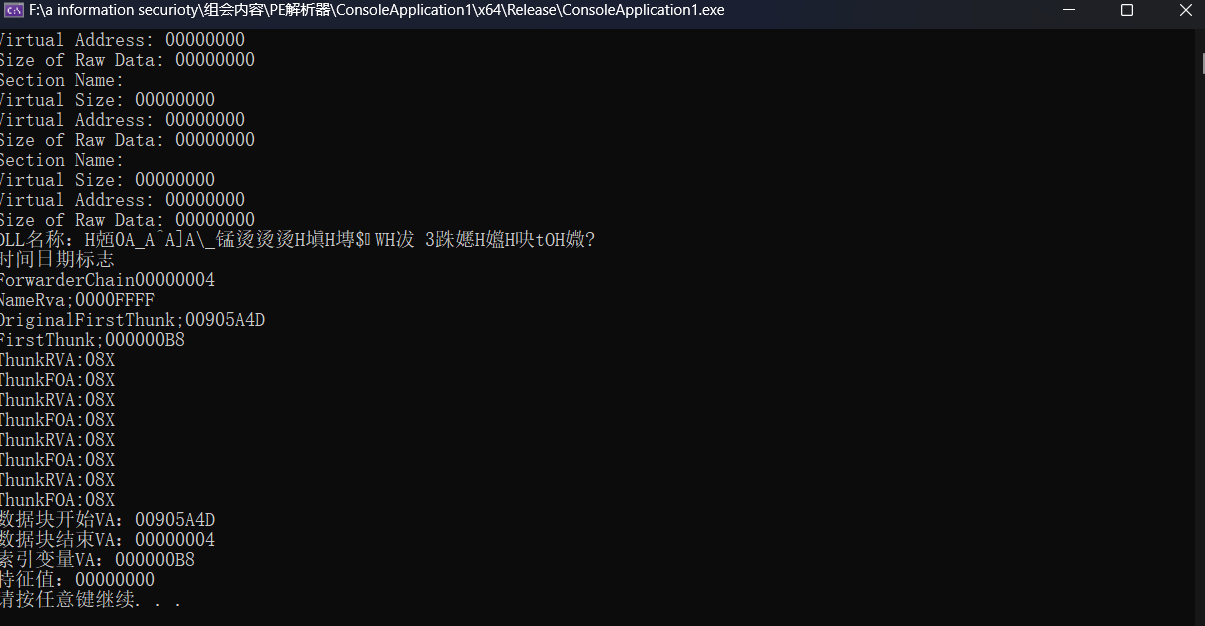 F:\a information securioty\组会内容\PE解析器\ConsoleApplication1\x64\Release\ConsoleApplication1.exe
Virtual Address: 00000000
Size of Raw Data: 00000000
Section Name:
Virtual Size: 00000000
Virtual Address: 00000000
Size of Raw Data: 00000000
Section Name:
Virtual Size: 00000000
Virtual Address: 00000000
Size of Raw Data: 00000000
DLL名称: H兡0A_A^A]A\_锰烫烫烫H塡H塼$ WH冹 3跦嬺H孂H吷tOH媺?
时间日期标志
ForwarderChain00000004
NameRva;0000FFFF
OriginalFirstThunk;00905A4D
FirstThunk;000000B8
ThunkRVA:08X
ThunkFOA:08X
ThunkRVA:08X
ThunkFOA:08X
ThunkRVA:08X
ThunkFOA:08X
ThunkRVA:08X
ThunkFOA:08X
数据块开始VA: 00905A4D
数据块结束VA: 00000004
索引变量VA: 000000B8
特征值: 00000000
请按任意键继续. . .